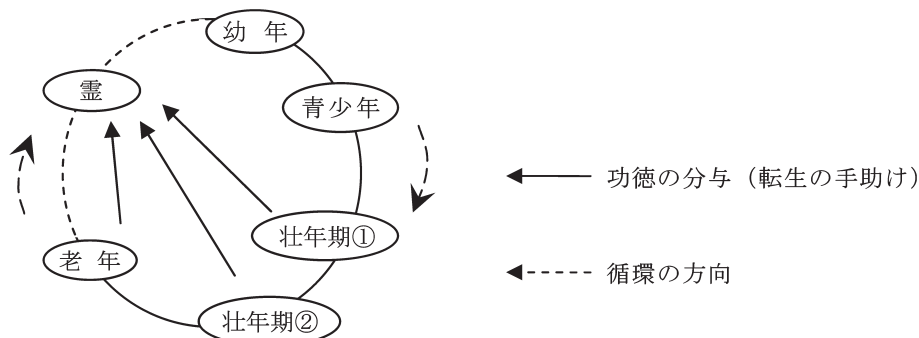 幼 年
霊
青少年
功徳の分与（転生の手助け）
壮年期①
老 年
循環の方向
壮年期②